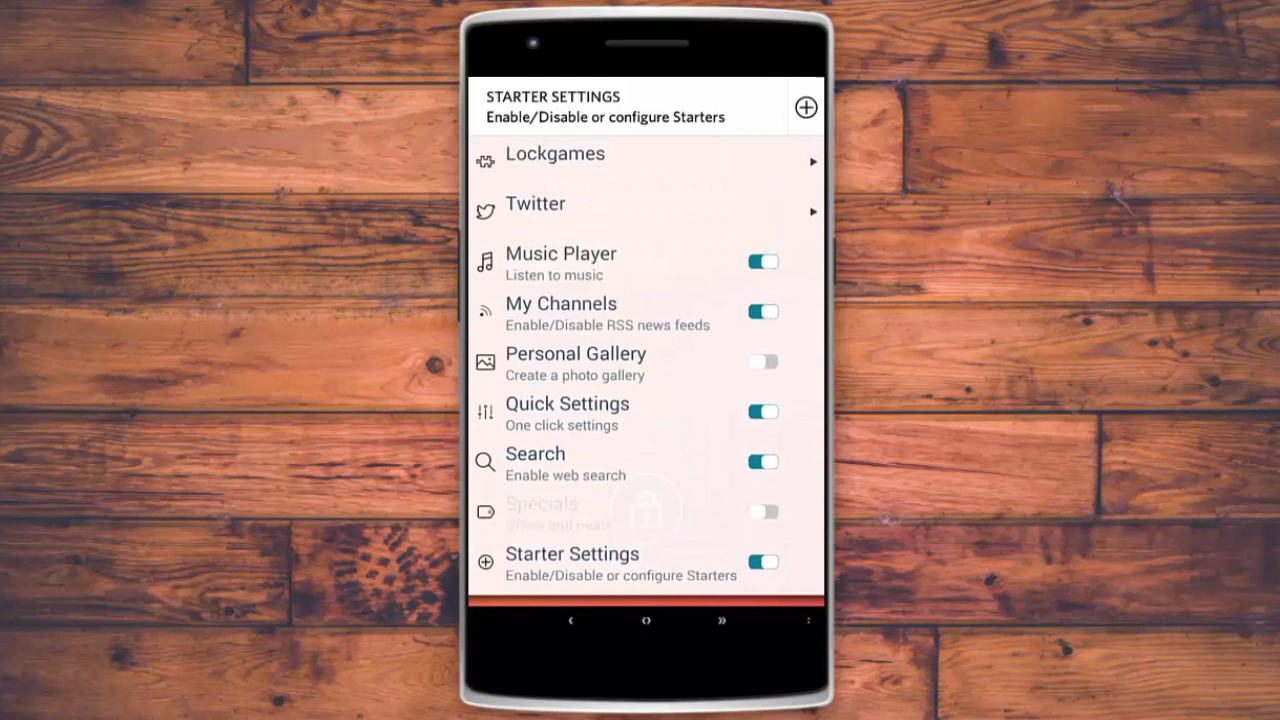 STARTER SETTINGS
Enable/Disable or configure Starters
Lockgames
Twitter
Music Player
Listen to music
My Channels
Enable/Disable RSS news feeds
Personal Gallery
Create a photo gallery
Quick Settings
One click settings
Search
Enable web search
Specials
Starter Settings
Enable/Disable or configure Starters